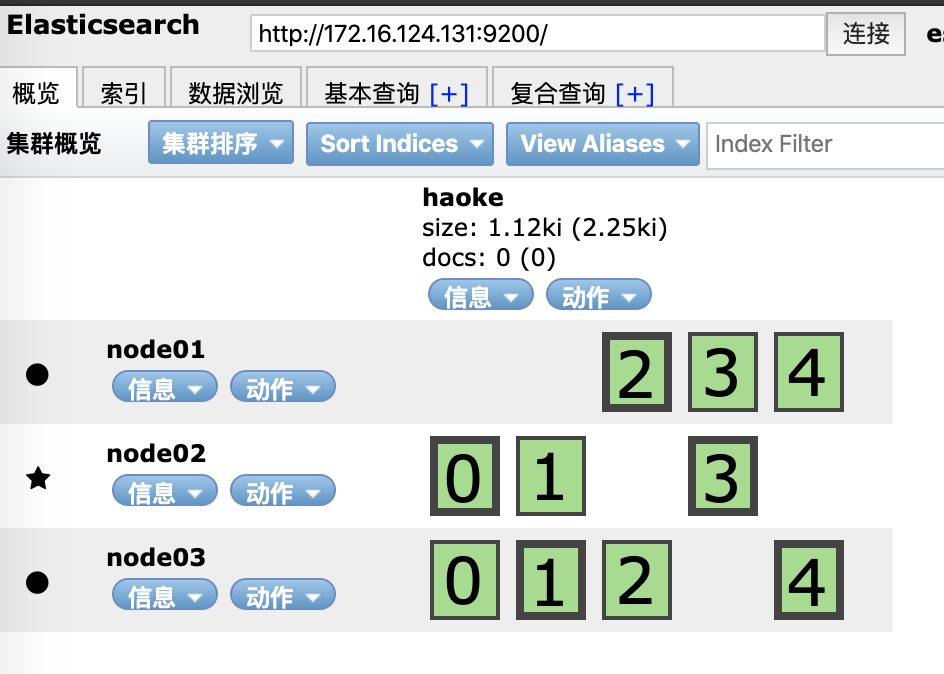 Elasticsearch http://172.16.124.131:9200/ 连接
概览 索引 数据浏览 基本查询 [+] 复合查询 [+]
集群概览 集群排序 Sort Indices View Aliases Index Filter
haoke
size: 1.12ki (2.25ki)
docs: 0 (0)
信息 动作
node01 2 3 4
信息 动作
node02 0 1 3
信息 动作
node03 0 1 2 4
信息 动作